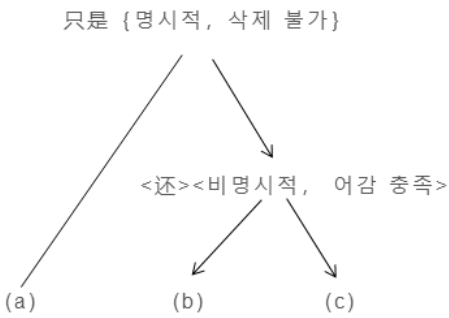 只是 {명시적, 삭제 불가}
<还><비명시적, 어감 충족>
(a) (b) (c)